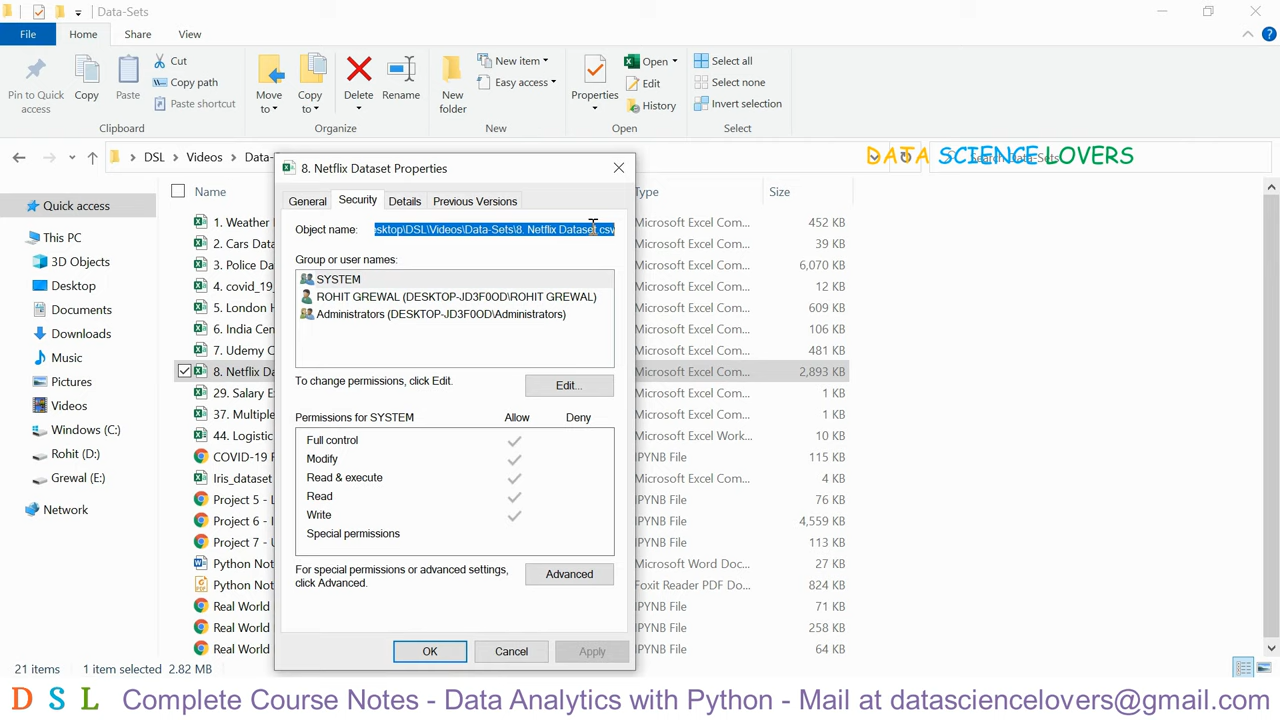 Data-Sets
File Home Share View
Pin to Quick access
Copy
Paste
Cut
Copy path
Paste shortcut
Clipboard
Move to
Copy to
Delete
Rename
Organize
New folder
New item
Easy access
New
Properties
Open
Edit
History
Open
Select all
Select none
Invert selection
Select
DSL Videos Data-
DATA SCIENCE LOVERS
Search Data-Sets
Name Type Size
Quick access
This PC
3D Objects
Desktop
Documents
Downloads
Music
Pictures
Videos
Windows (C:)
Rohit (D:)
Grewal (E:)
Network
1. Weather Microsoft Excel Com... 452 KB
2. Cars Data Microsoft Excel Com... 39 KB
3. Police Da Microsoft Excel Com... 6,070 KB
4. covid_19_ Microsoft Excel Com... 12 KB
5. London H Microsoft Excel Com... 609 KB
6. India Cen Microsoft Excel Com... 106 KB
7. Udemy C Microsoft Excel Com... 481 KB
8. Netflix Da Microsoft Excel Com... 2,893 KB
29. Salary E Microsoft Excel Com... 1 KB
37. Multiple Microsoft Excel Com... 1 KB
44. Logistic Microsoft Excel Work... 10 KB
COVID-19 F IPYNB File 115 KB
Iris_dataset Microsoft Excel Com... 4 KB
Project 5 - L IPYNB File 76 KB
Project 6 - I IPYNB File 4,559 KB
Project 7 - U IPYNB File 113 KB
Python Not Microsoft Word Doc... 27 KB
Python Not Foxit Reader PDF Do... 824 KB
Real World IPYNB File 71 KB
Real World IPYNB File 258 KB
Real World IPYNB File 64 KB
8. Netflix Dataset Properties
General Security Details Previous Versions
Object name: esktop\DSL\Videos\Data-Sets\8. Netflix Dataset.csv
Group or user names:
SYSTEM
ROHIT GREWAL (DESKTOP-JD3F0OD\ROHIT GREWAL)
Administrators (DESKTOP-JD3F0OD\Administrators)
To change permissions, click Edit. Edit...
Permissions for SYSTEM Allow Deny
Full control
Modify
Read & execute
Read
Write
Special permissions
For special permissions or advanced settings,
click Advanced. Advanced
OK Cancel Apply
21 items 1 item selected 2.82 MB
D S L Complete Course Notes - Data Analytics with Python - Mail at datasciencelovers@gmail.com